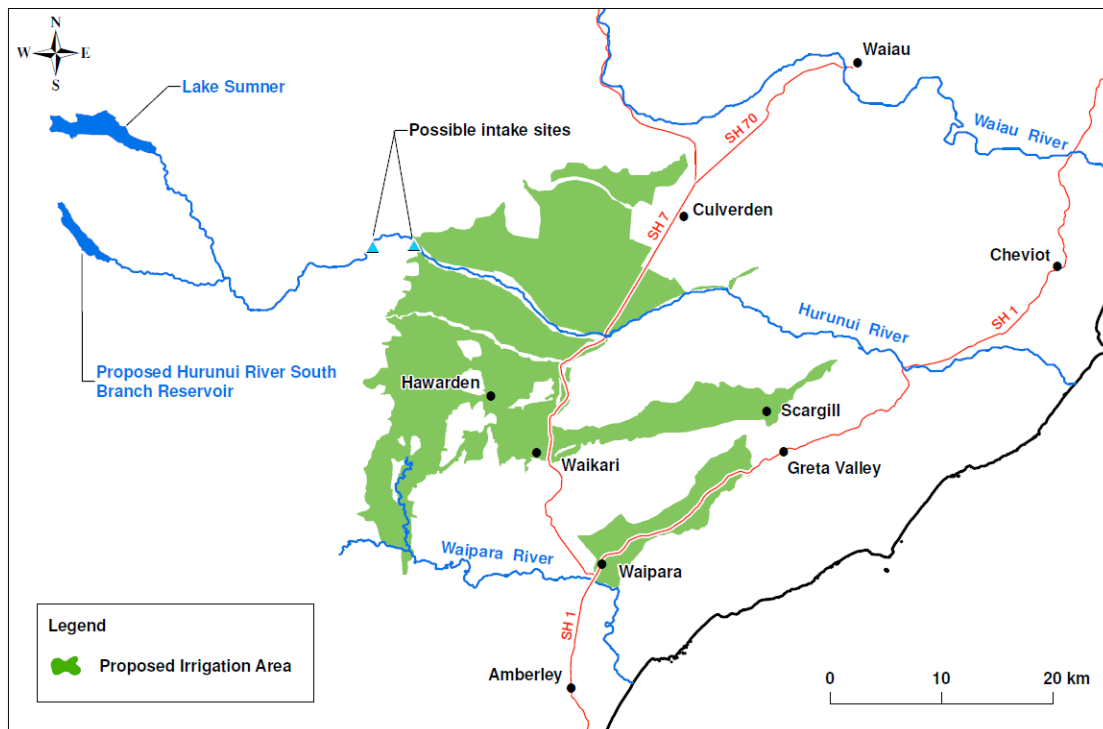 N
W E
S
Lake Sumner
Possible intake sites
Waiau
SH 70
Waiau River
Culverden
SH 7
Cheviot
Hurunui River
SH 1
Proposed Hurunui River South
Branch Reservoir
Hawarden
Scargill
Waikari
Greta Valley
Waipara River
Waipara
SH 1
Legend
Proposed Irrigation Area
Amberley
0 10 20 km